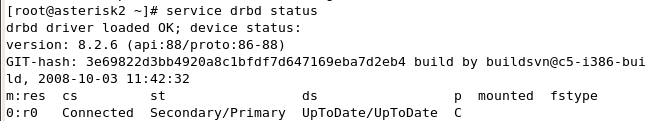 [root@asterisk2 ~]# service drbd status
drbd driver loaded OK; device status:
version: 8.2.6 (api:88/proto:86-88)
GIT-hash: 3e69822d3bb4920a8c1bfdf7d647169eba7d2eb4 build by buildsvn@c5-i386-bui
ld, 2008-10-03 11:42:32
m:res  cs         st                 ds                 p  mounted  fstype
0:r0   Connected  Secondary/Primary  UpToDate/UpToDate  C